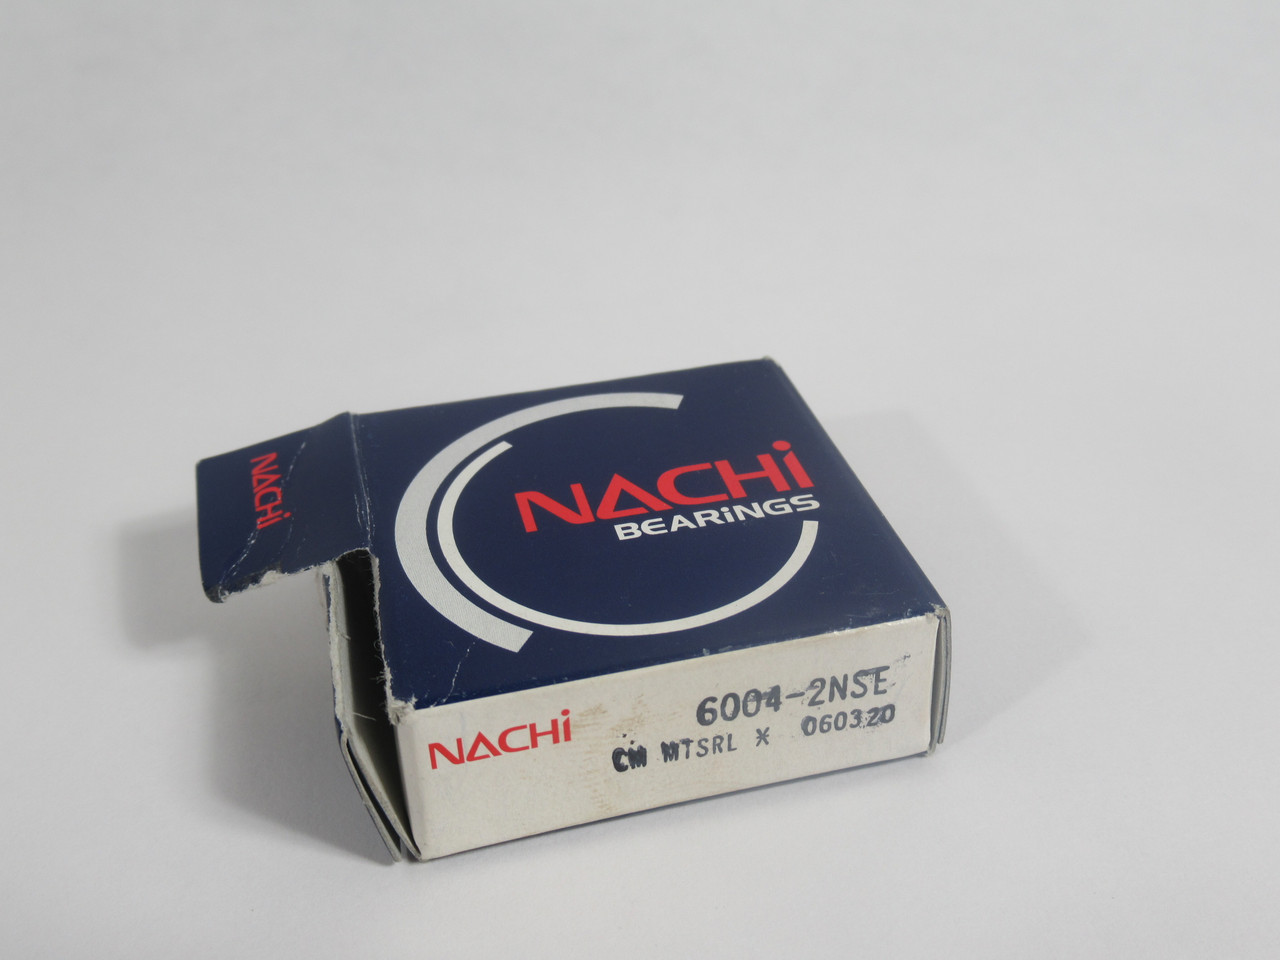 NACHi
NACHi
BEARiNGS
NACHi
6004-2NSE
CM MTSRL * 060320